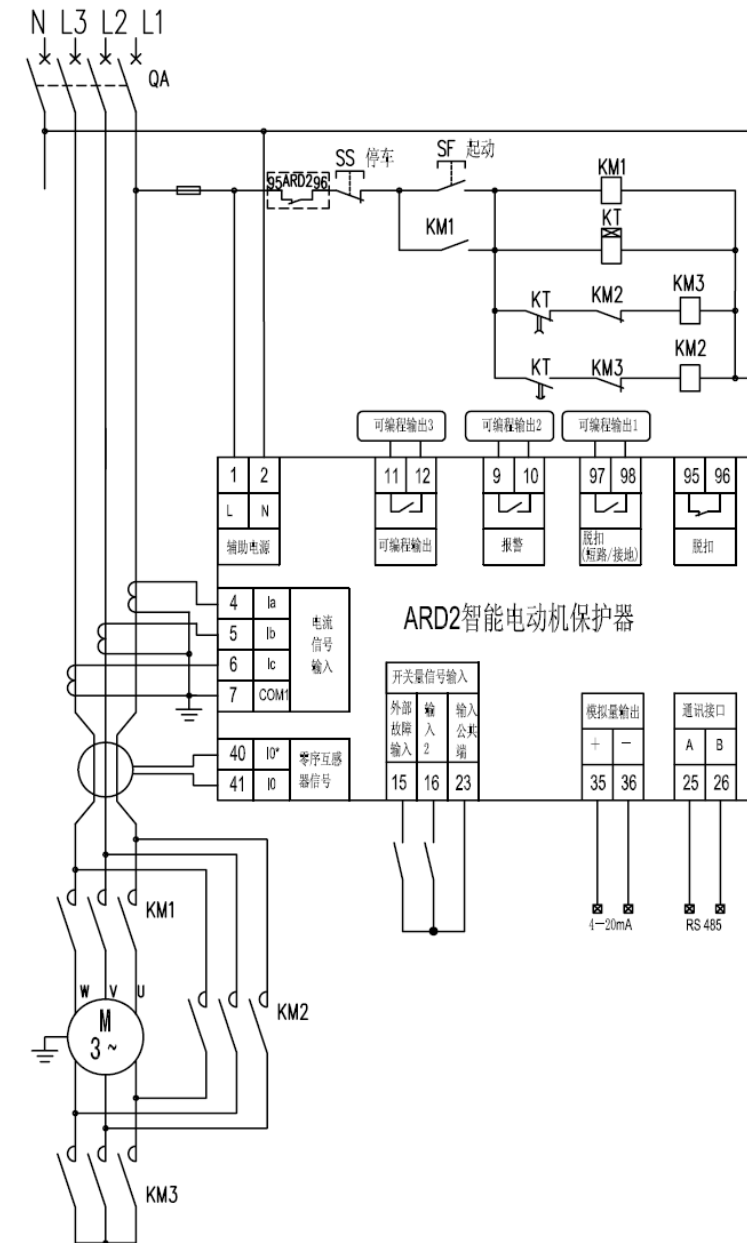 N L3 L2 L1
QA
SS 停车
SF 起动
95 ARD2 96
KM1
KM1
KT
KT KM2 KM3
KT KM3 KM2
可编程输出3
可编程输出2
可编程输出1
1 2
L N
辅助电源
11 12
可编程输出
9 10
报警
97 98
脱扣
(短路/接地)
95 96
脱扣
ARD2智能电动机保护器
4 Ia
5 Ib
6 Ic
7 COM1
电流
信号
输入
40 I0*
41 I0
零序互感
器信号
开关量信号输入
外部
故障
输入
输
入
2
输入
公共
端
15 16 23
模拟量输出
+ −
35 36
4—20mA
通讯接口
A B
25 26
RS 485
KM1
W V U
M
3 ~
KM2
KM3